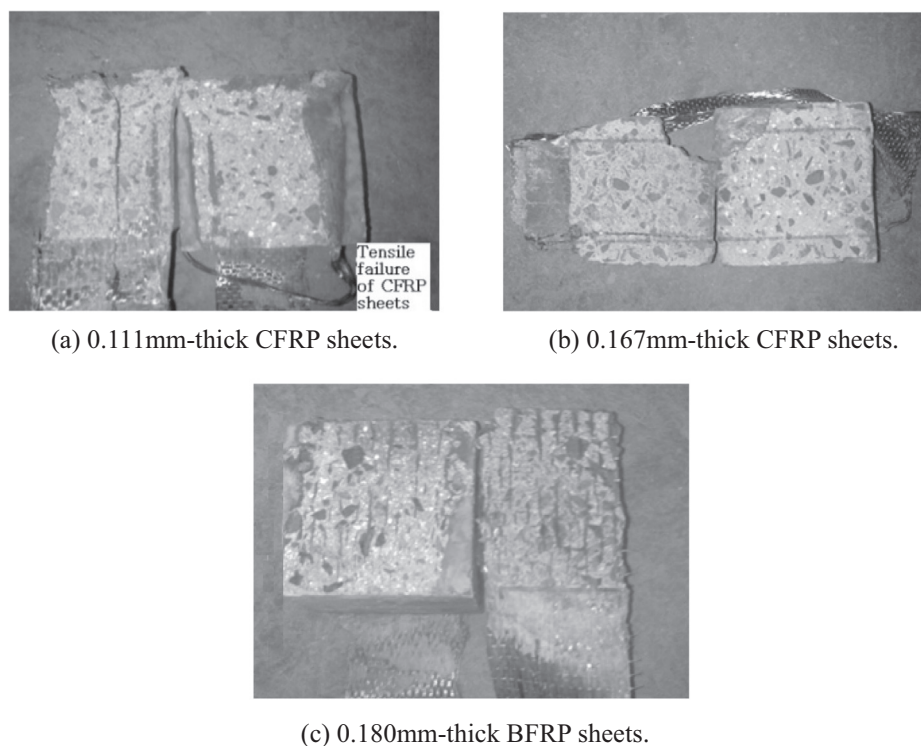 Tensile
failure
of CFRP
sheets
(a) 0.111mm-thick CFRP sheets.
(b) 0.167mm-thick CFRP sheets.
(c) 0.180mm-thick BFRP sheets.